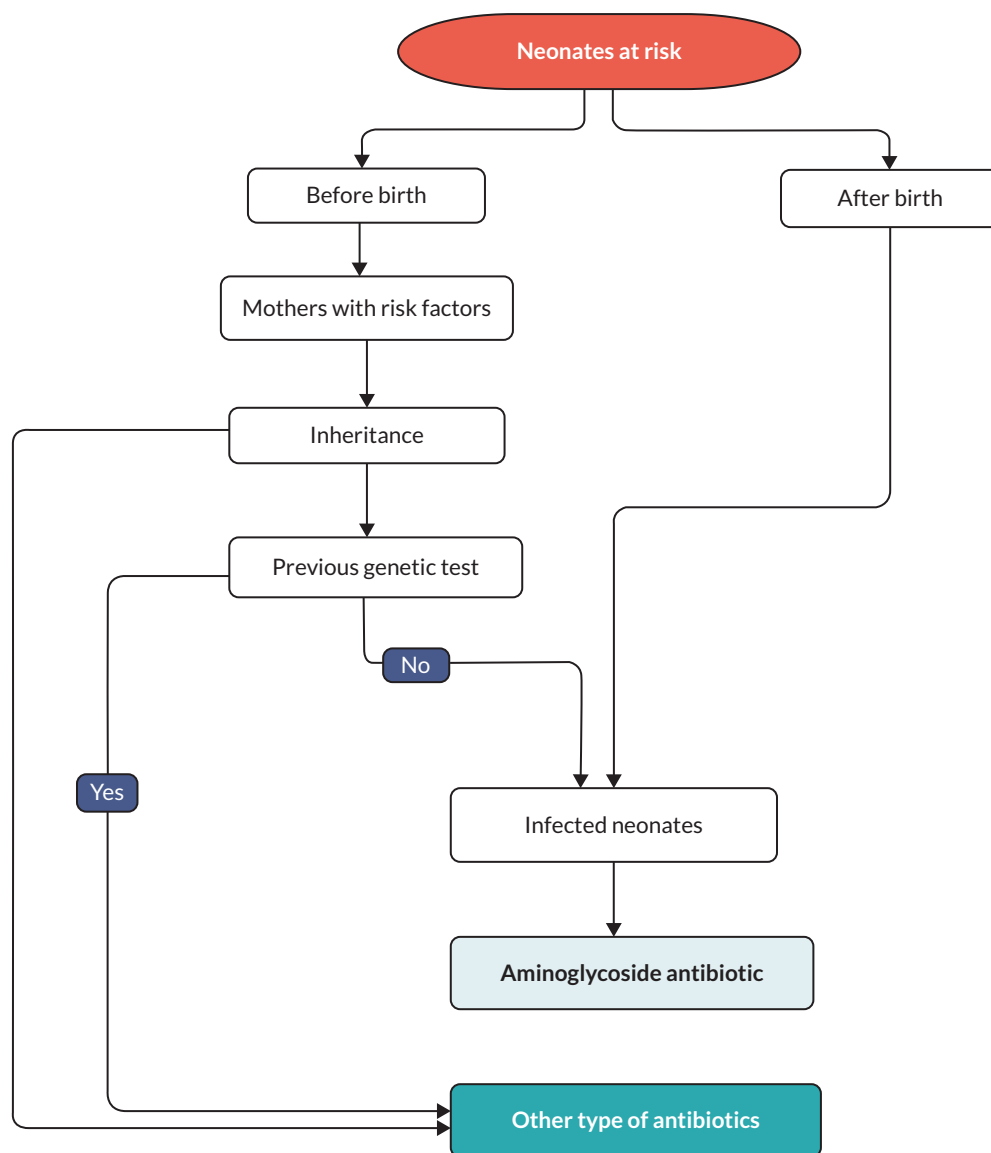 Neonates at risk
Before birth
After birth
Mothers with risk factors
Inheritance
Previous genetic test
No
Yes
Infected neonates
Aminoglycoside antibiotic
Other type of antibiotics